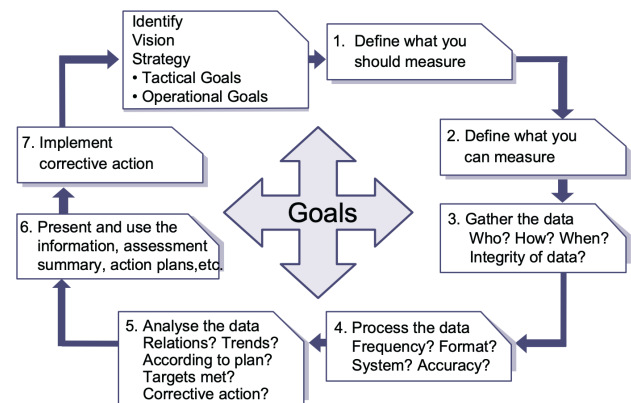 Identify
Vision
Strategy
• Tactical Goals
• Operational Goals
1. Define what you
should measure
2. Define what you
can measure
3. Gather the data
Who? How? When?
Integrity of data?
4. Process the data
Frequency? Format?
System? Accuracy?
5. Analyse the data
Relations? Trends?
According to plan?
Targets met?
Corrective action?
6. Present and use the
information, assessment
summary, action plans,etc.
7. Implement
corrective action
Goals